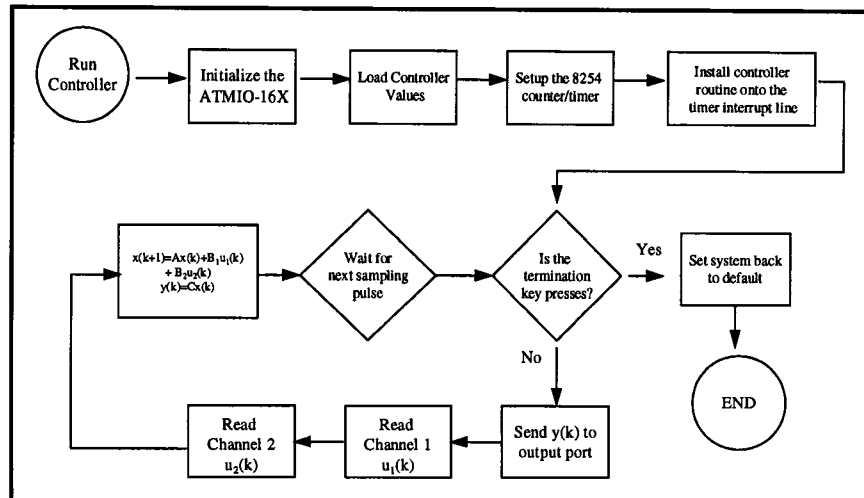 Run
Controller
Initialize the
ATMIO-16X
Load Controller
Values
Setup the 8254
counter/timer
Install controller
routine onto the
timer interrupt line
x(k+1)=Ax(k)+B₁u₁(k)
+ B₂u₂(k)
y(k)=Cx(k)
Wait for
next sampling
pulse
Is the
termination
key presses?
Yes
Set system back
to default
No
END
Read
Channel 2
u₂(k)
Read
Channel 1
u₁(k)
Send y(k) to
output port